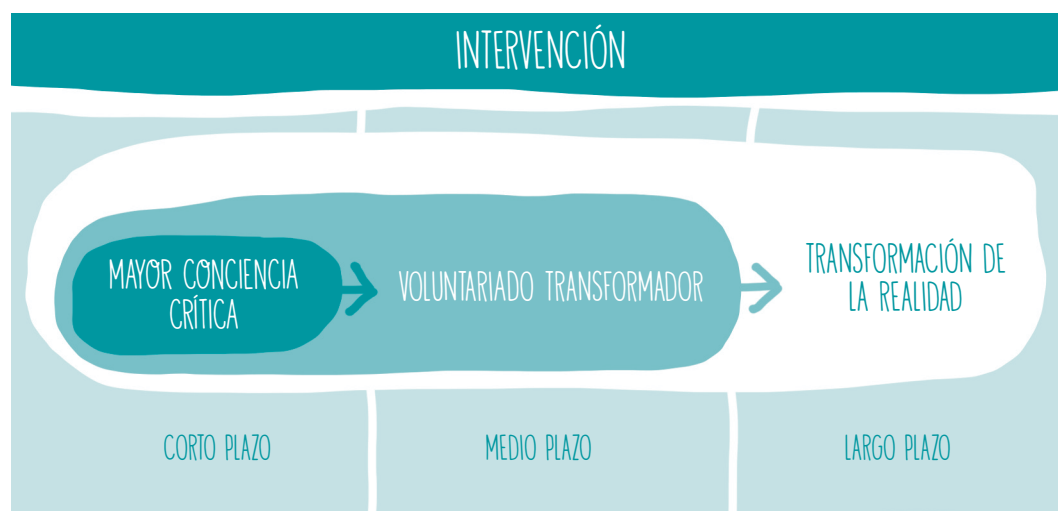 INTERVENCIÓN
MAYOR CONCIENCIA
CRÍTICA
VOLUNTARIADO TRANSFORMADOR
TRANSFORMACIÓN DE
LA REALIDAD
CORTO PLAZO
MEDIO PLAZO
LARGO PLAZO